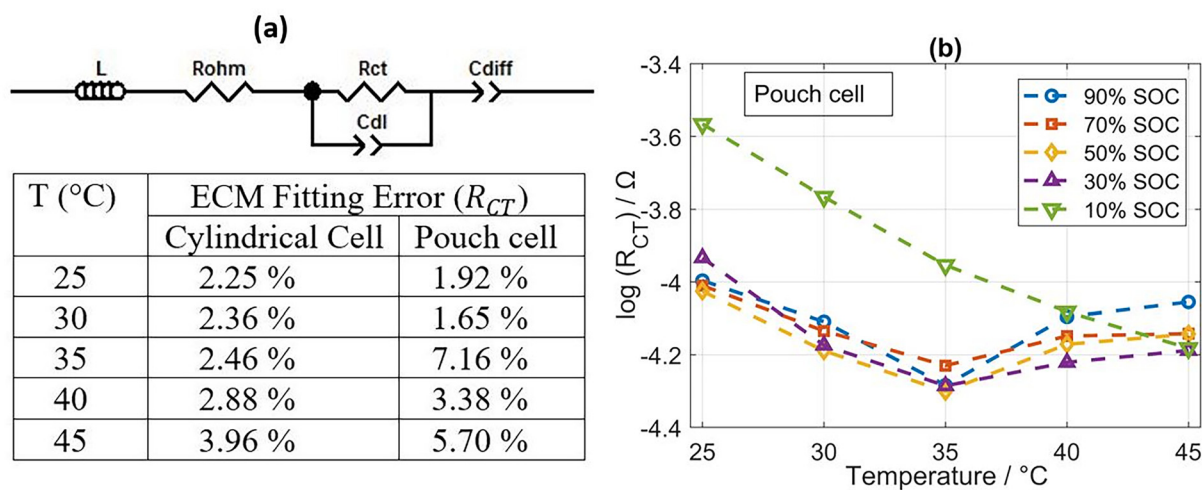 (a)
L Rohm Rct Cdiff
Cdl
T (°C) ECM Fitting Error (R_CT)
Cylindrical Cell Pouch cell
25 2.25 % 1.92 %
30 2.36 % 1.65 %
35 2.46 % 7.16 %
40 2.88 % 3.38 %
45 3.96 % 5.70 %
(b)
Pouch cell
90% SOC
70% SOC
50% SOC
30% SOC
10% SOC
log (R_CT) / Ω
-3.4
-3.6
-3.8
-4
-4.2
-4.4
25 30 35 40 45
Temperature / °C